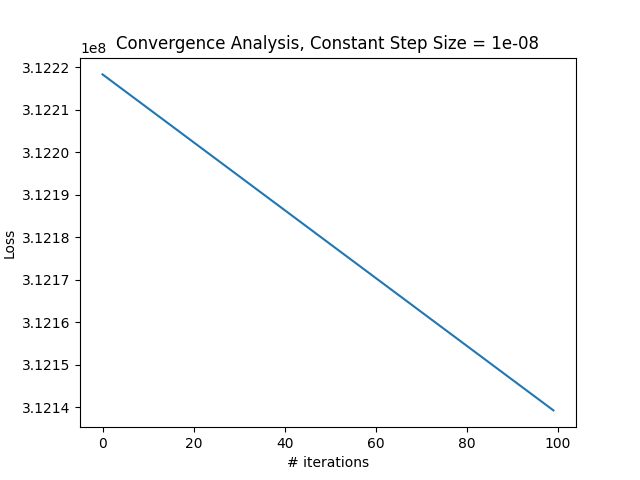 Convergence Analysis, Constant Step Size = 1e-08
1e8
3.1222
3.1221
3.1220
3.1219
3.1218
3.1217
3.1216
3.1215
3.1214
Loss
0 20 40 60 80 100
# iterations